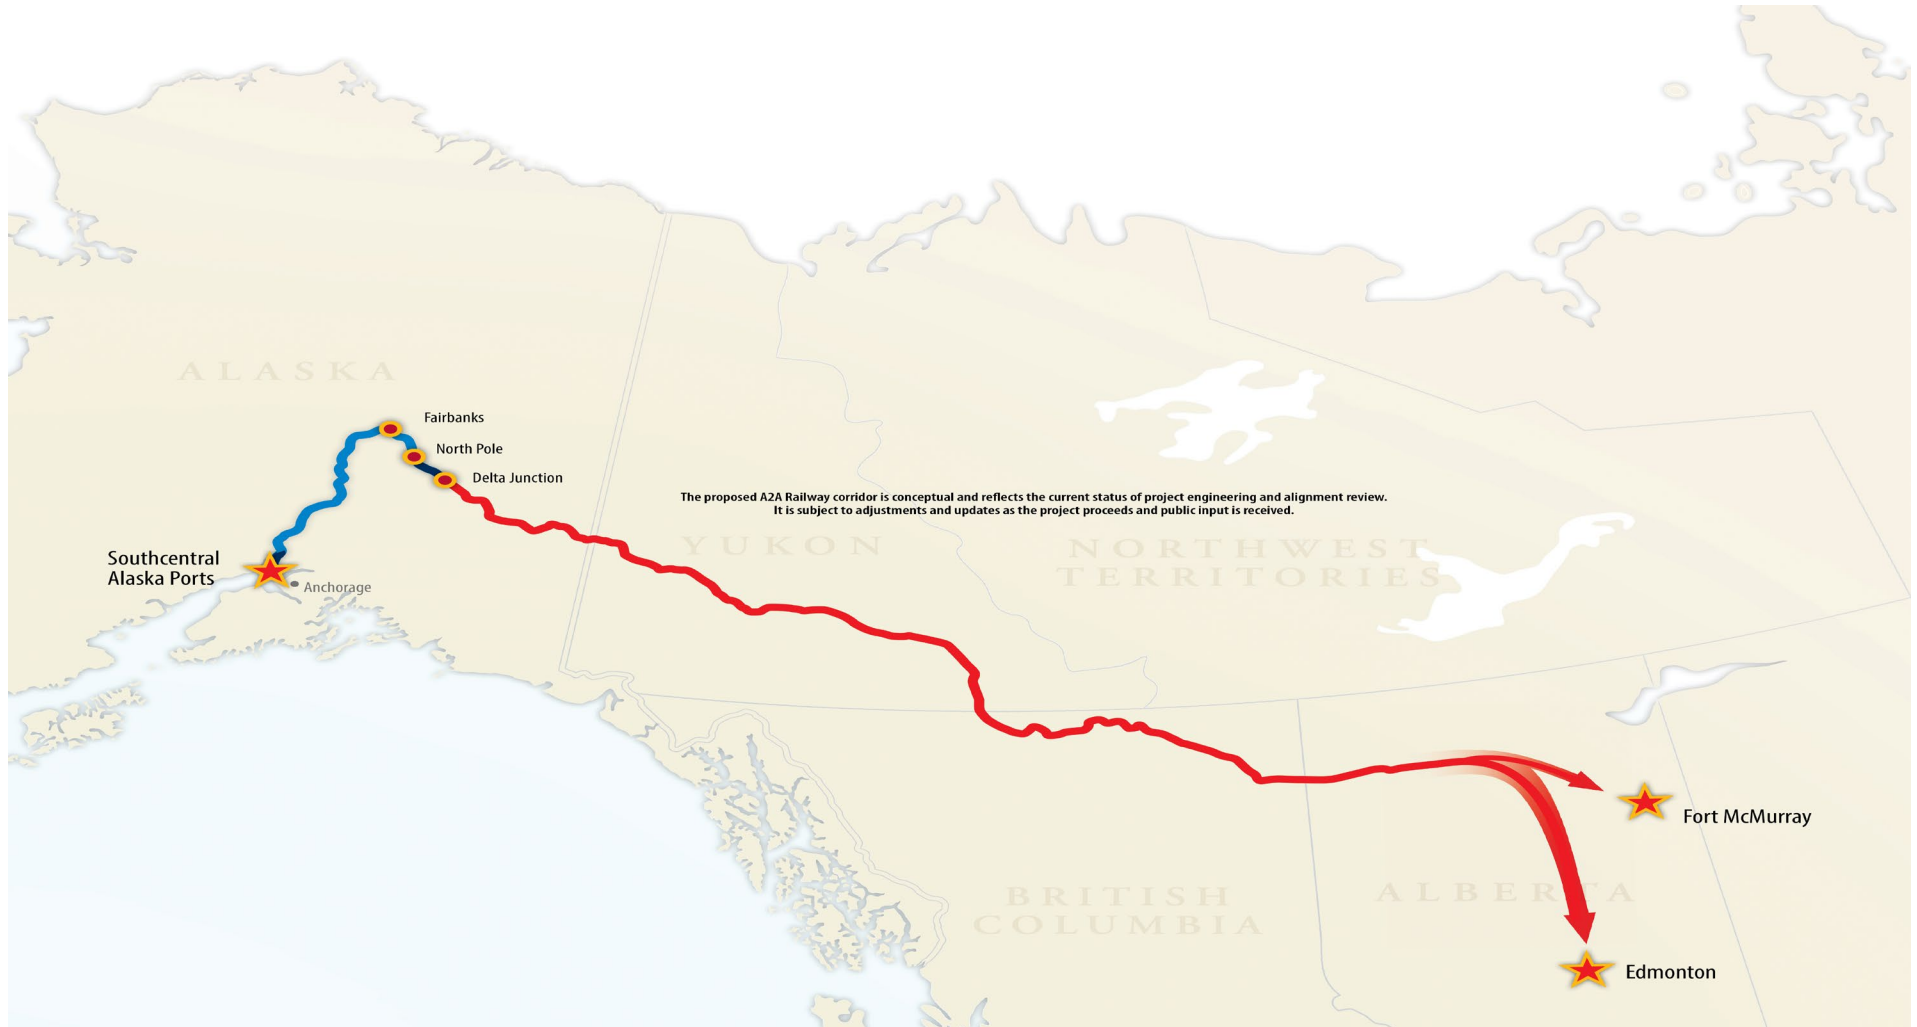 ALASKA
Fairbanks
North Pole
Delta Junction
The proposed A2A Railway corridor is conceptual and reflects the current status of project engineering and alignment review.
It is subject to adjustments and updates as the project proceeds and public input is received.
YUKON
NORTHWEST
TERRITORIES
Southcentral
Alaska Ports
Anchorage
Fort McMurray
BRITISH
COLUMBIA
ALBERTA
Edmonton